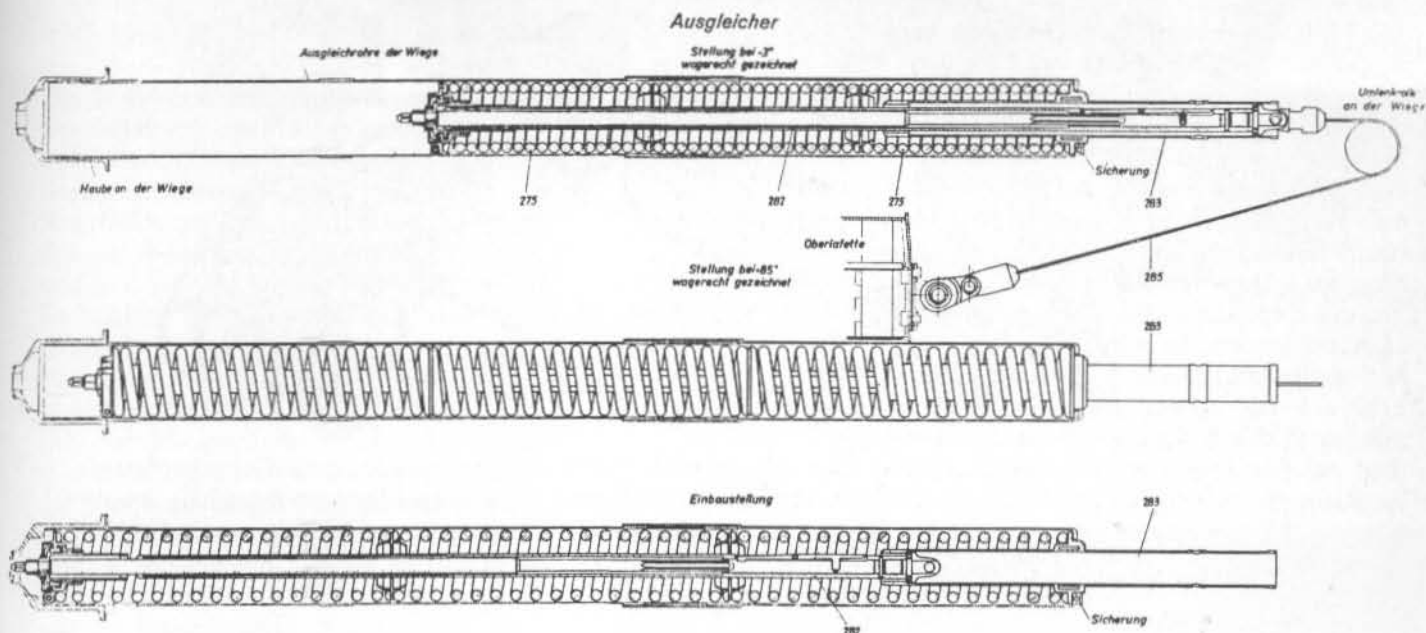 Ausgleicher
Ausgleichrohre der Wiege
Stellung bei -3°
wagerecht gezeichnet
Umlenkrolle
an der Wiege
Haube an der Wiege
275
282
275
Sicherung
283
Oberlafette
Stellung bei -85°
wagerecht gezeichnet
285
283
Einbaustellung
283
282
Sicherung